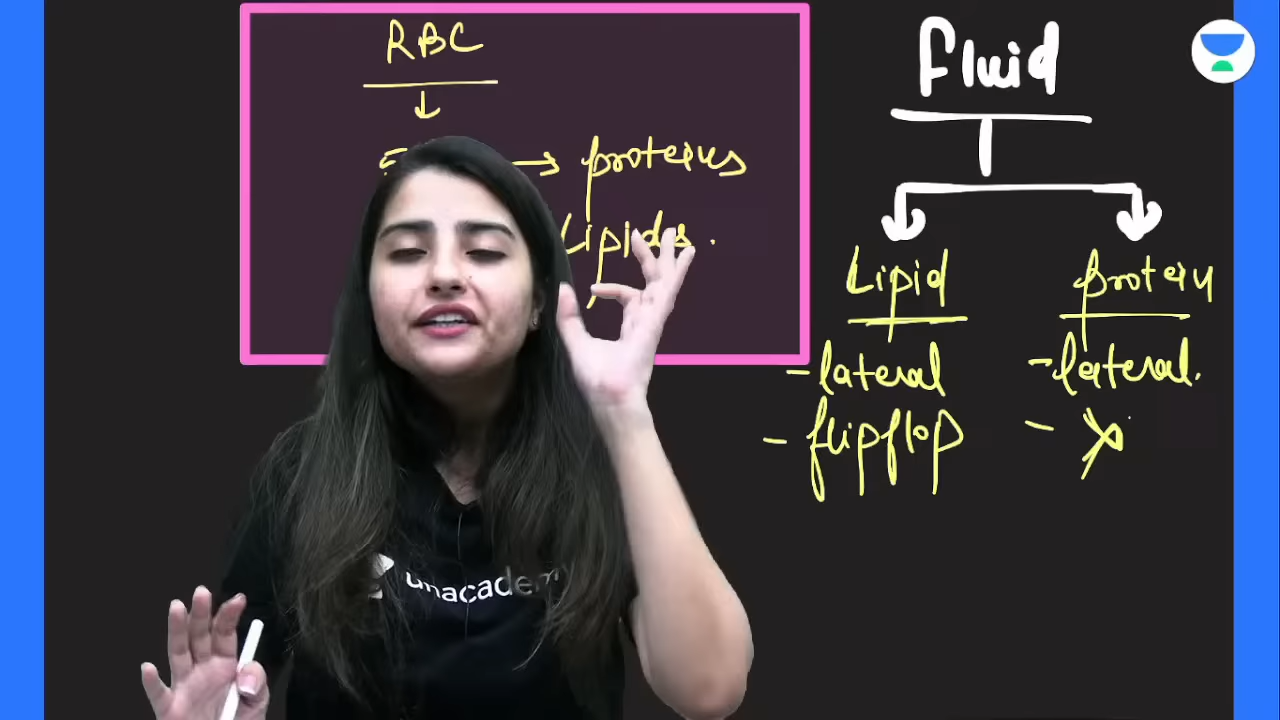 RBC
→ proteins
Lipids.
Fluid
Lipid
- lateral
- flipflop
protein
- lateral.
- X
unacademy